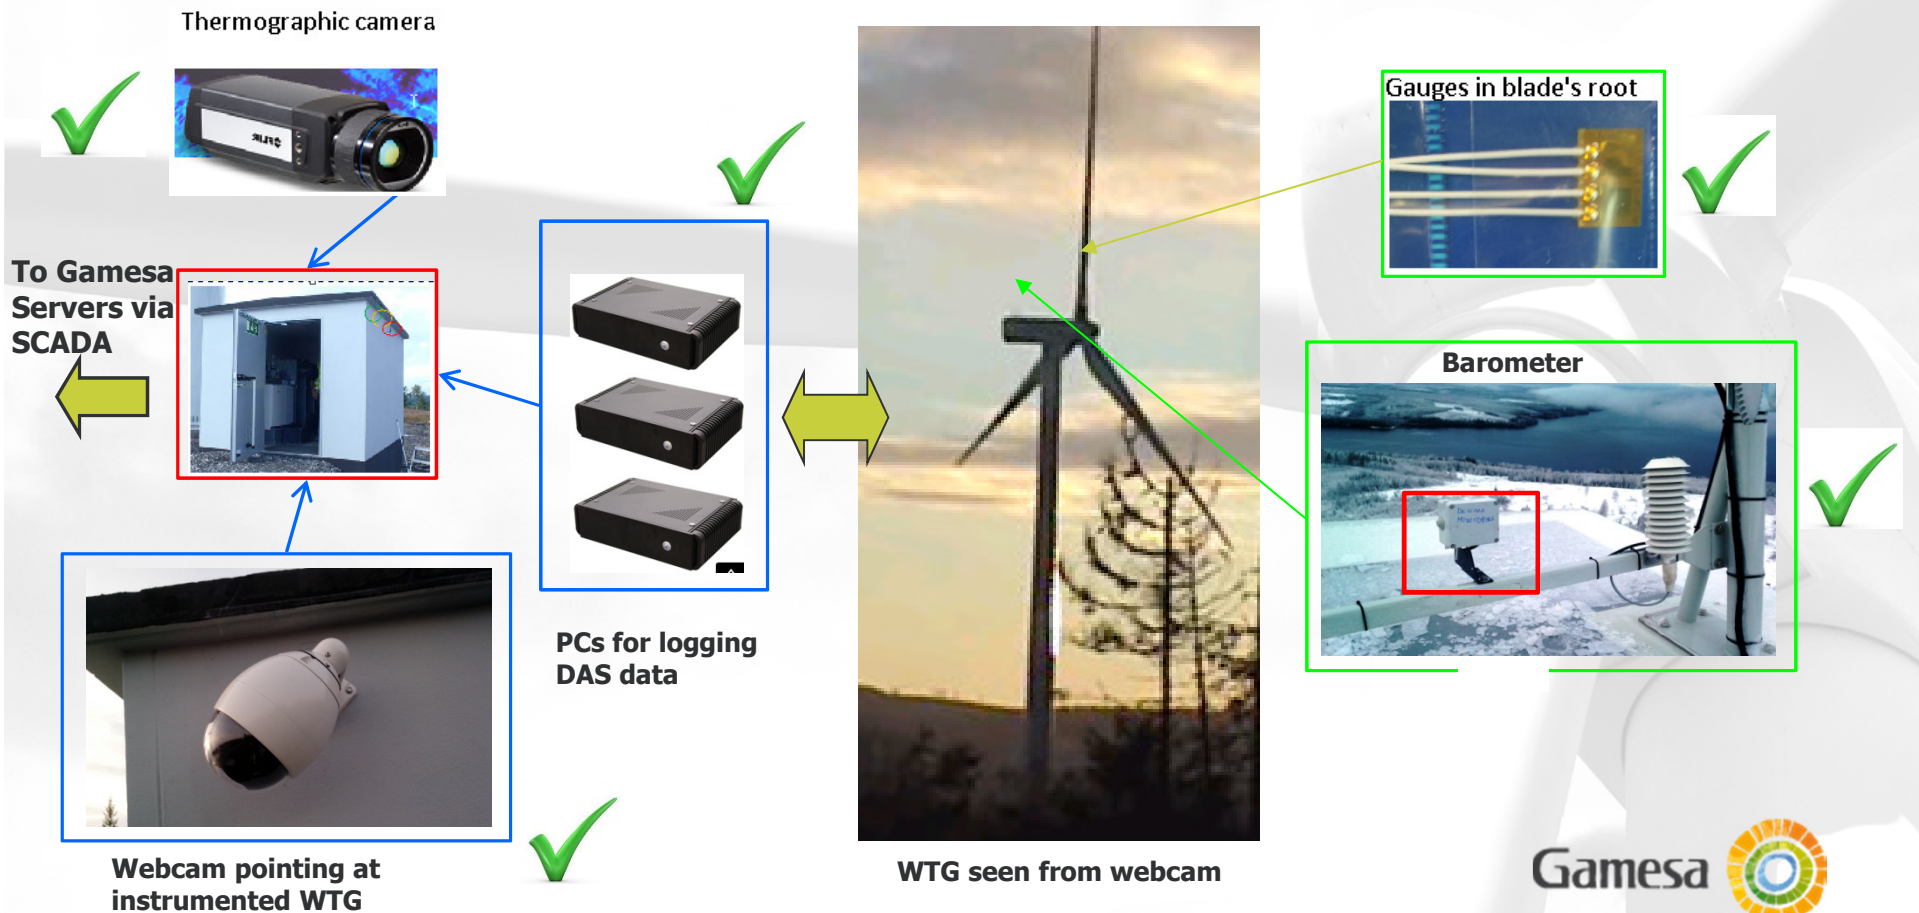 Thermographic camera
FLIR
To Gamesa
Servers via
SCADA
PCs for logging
DAS data
Webcam pointing at
instrumented WTG
WTG seen from webcam
Gauges in blade's root
Barometer
Gamesa